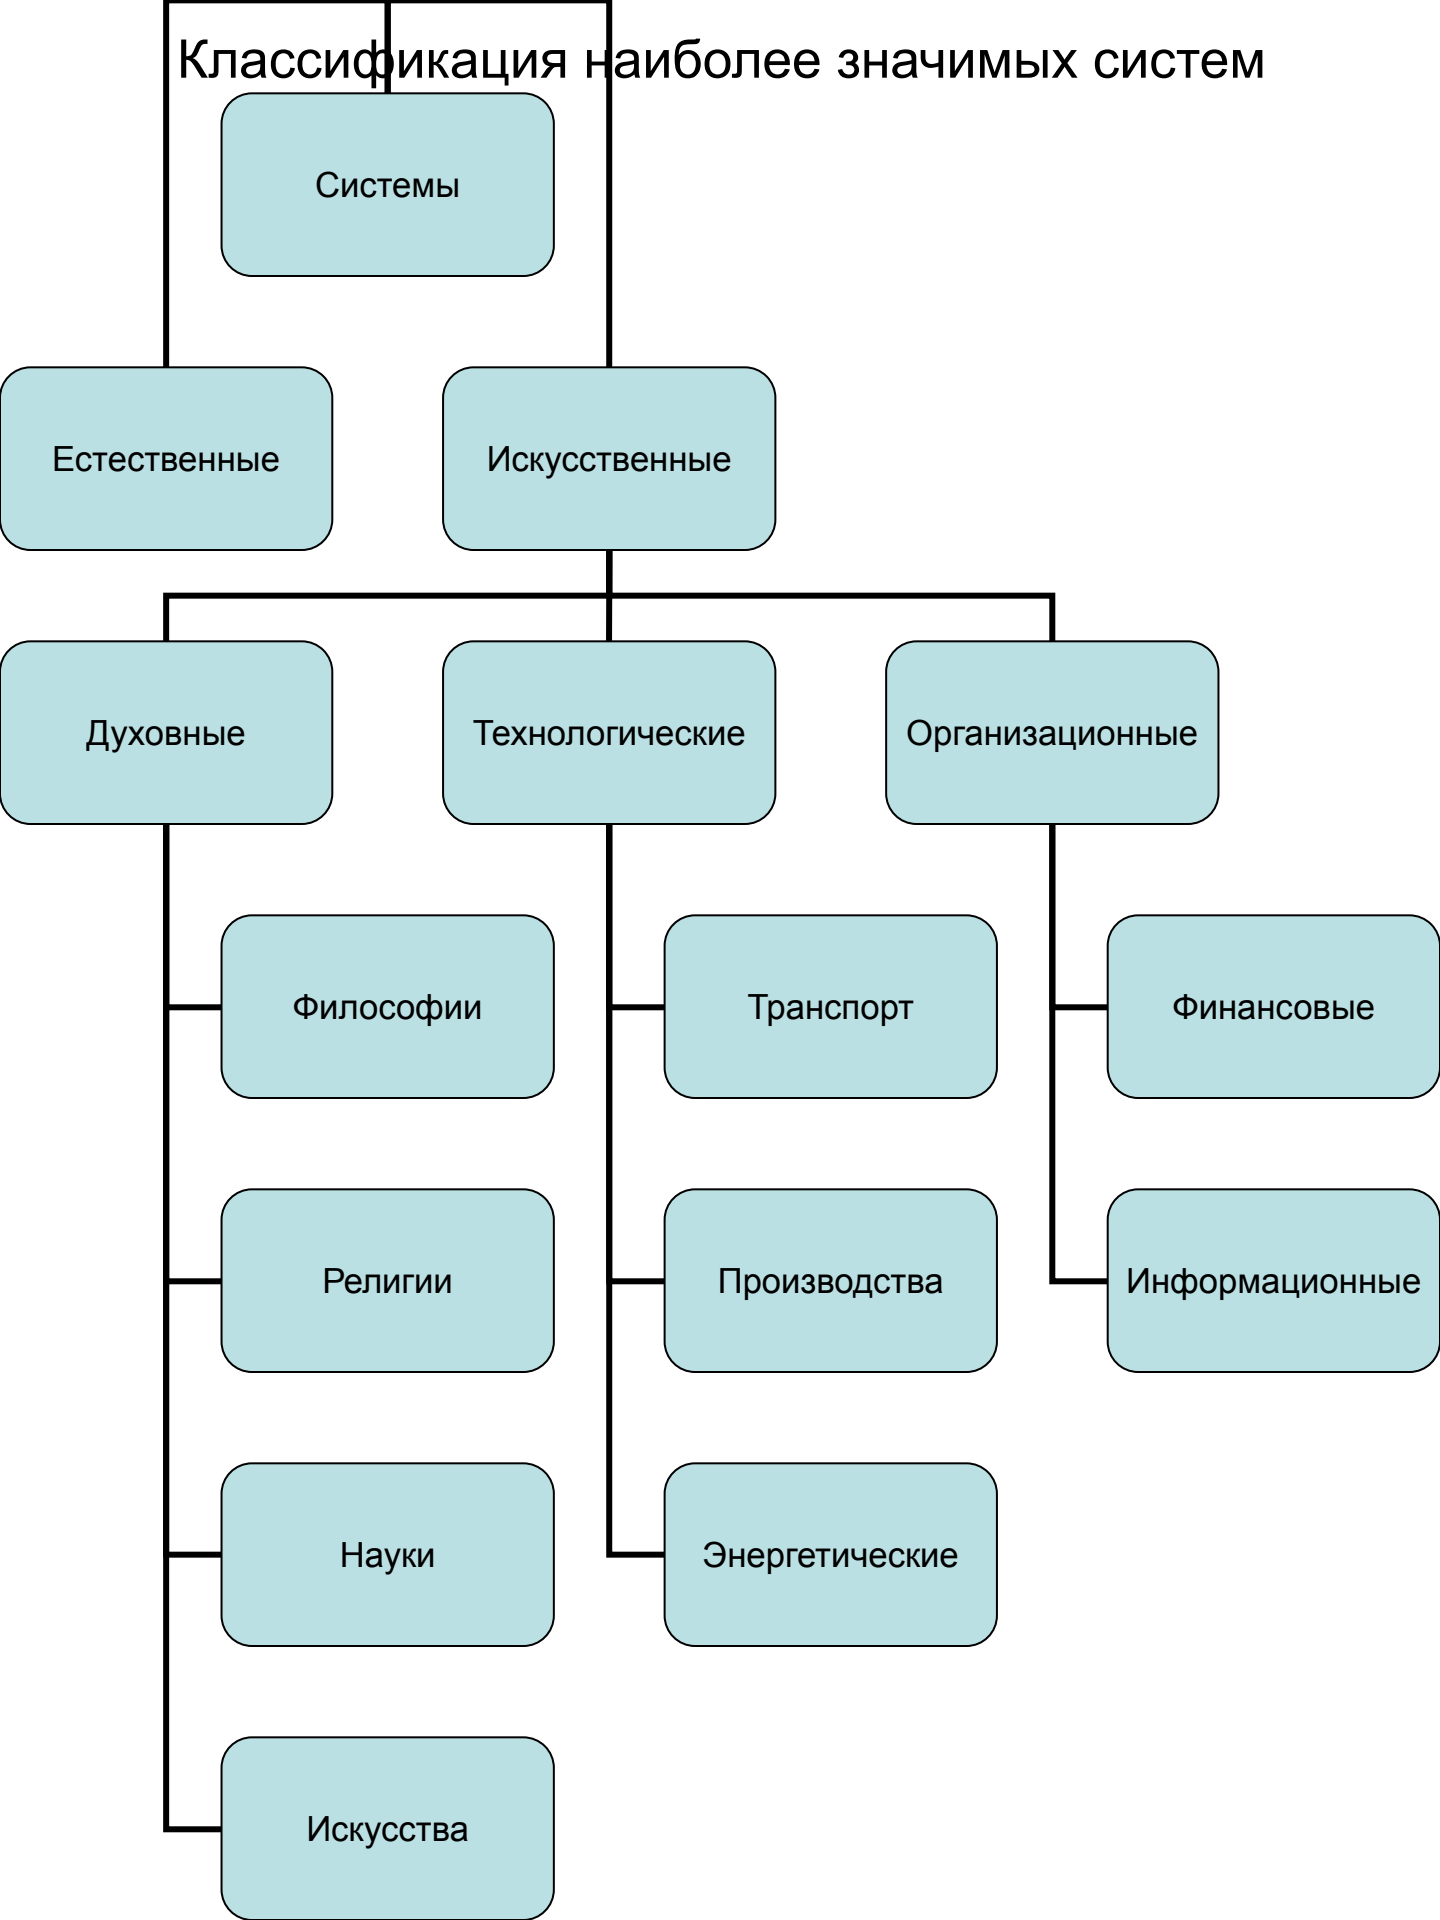 Классификация наиболее значимых систем
Системы
Естественные
Искусственные
Духовные
Технологические
Организационные
Философии
Транспорт
Финансовые
Религии
Производства
Информационные
Науки
Энергетические
Искусства